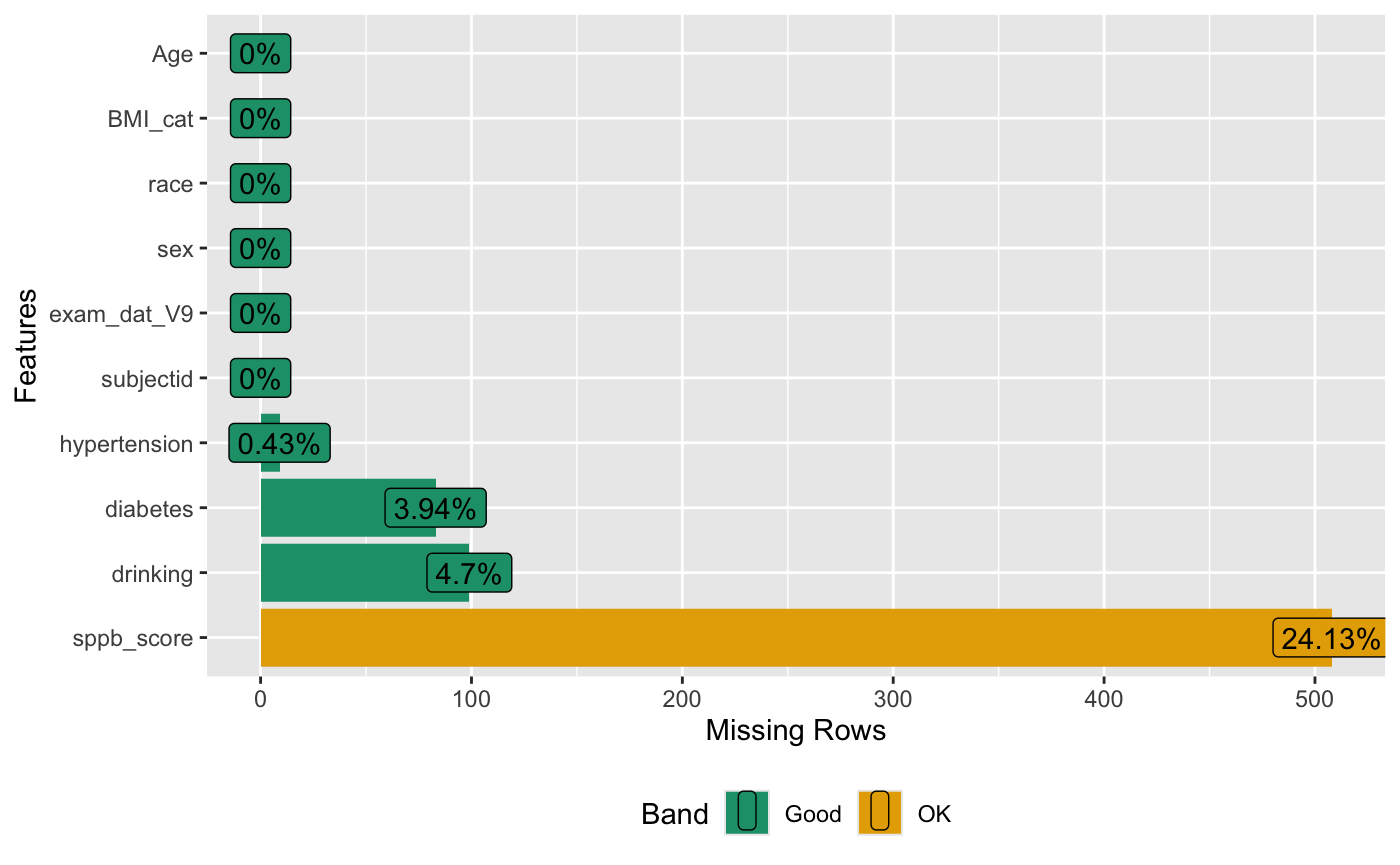 Age
0%
BMI_cat
0%
race
0%
sex
0%
exam_dat_V9
0%
subjectid
0%
hypertension
0.43%
diabetes
3.94%
drinking
4.7%
sppb_score
24.13%
Features
0 100 200 300 400 500
Missing Rows
Band Good OK